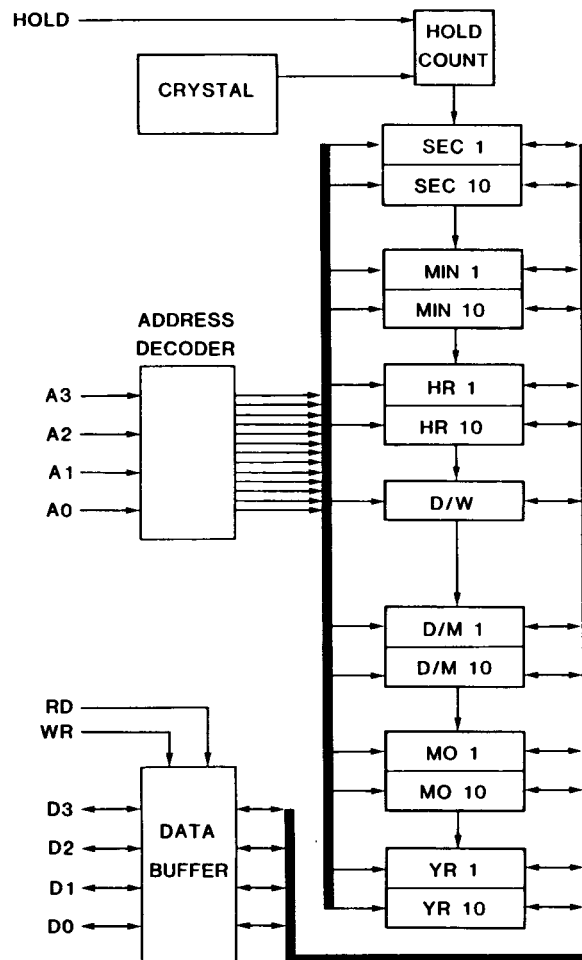 HOLD
HOLD
COUNT
CRYSTAL
SEC 1
SEC 10
MIN 1
MIN 10
ADDRESS
DECODER
HR 1
HR 10
A3
A2
A1
A0
D/W
D/M 1
D/M 10
RD
WR
MO 1
MO 10
D3
D2
D1
D0
DATA
BUFFER
YR 1
YR 10